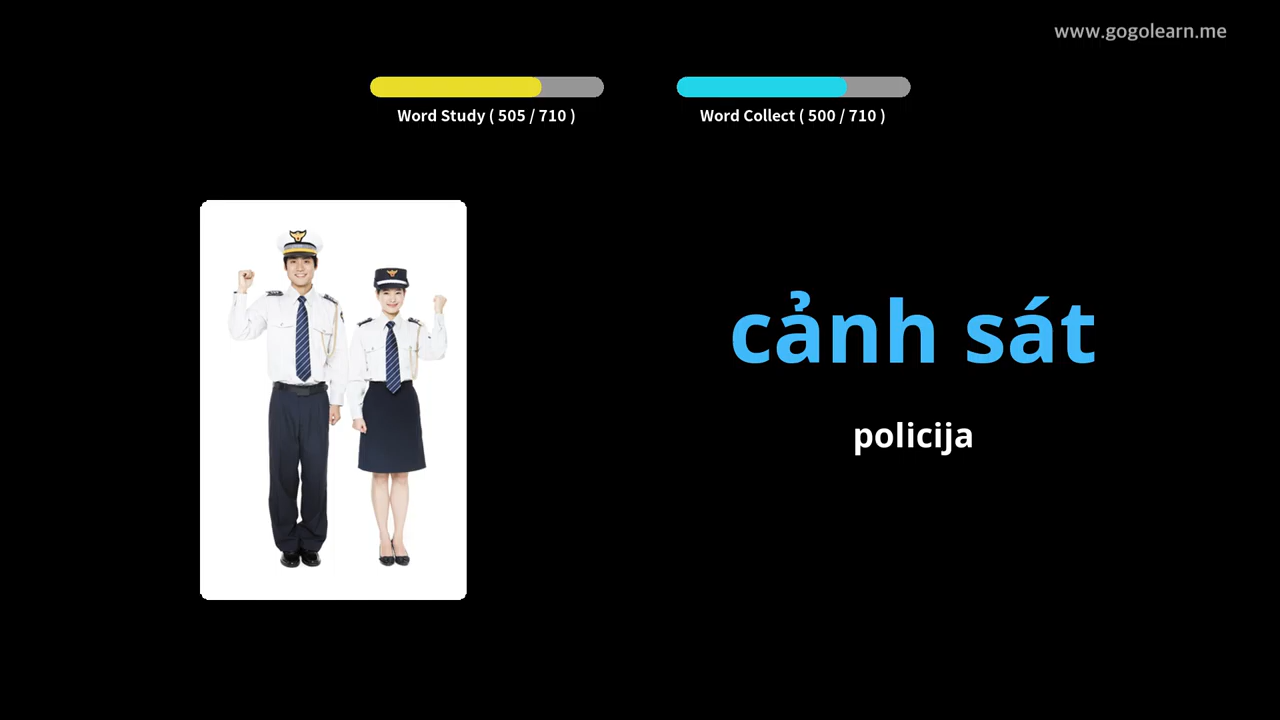 www.gogolearn.me
Word Study ( 505 / 710 )
Word Collect ( 500 / 710 )
cảnh sát
policija